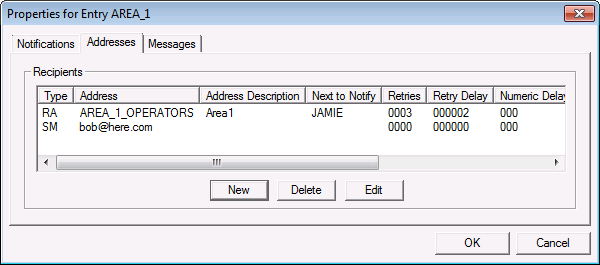 Properties for Entry AREA_1
Notifications Addresses Messages
Recipients
Type Address Address Description Next to Notify Retries Retry Delay Numeric Delay
RA AREA_1_OPERATORS Area1 JAMIE 0003 000002 000
SM bob@here.com 0000 000000 000
New Delete Edit
OK Cancel